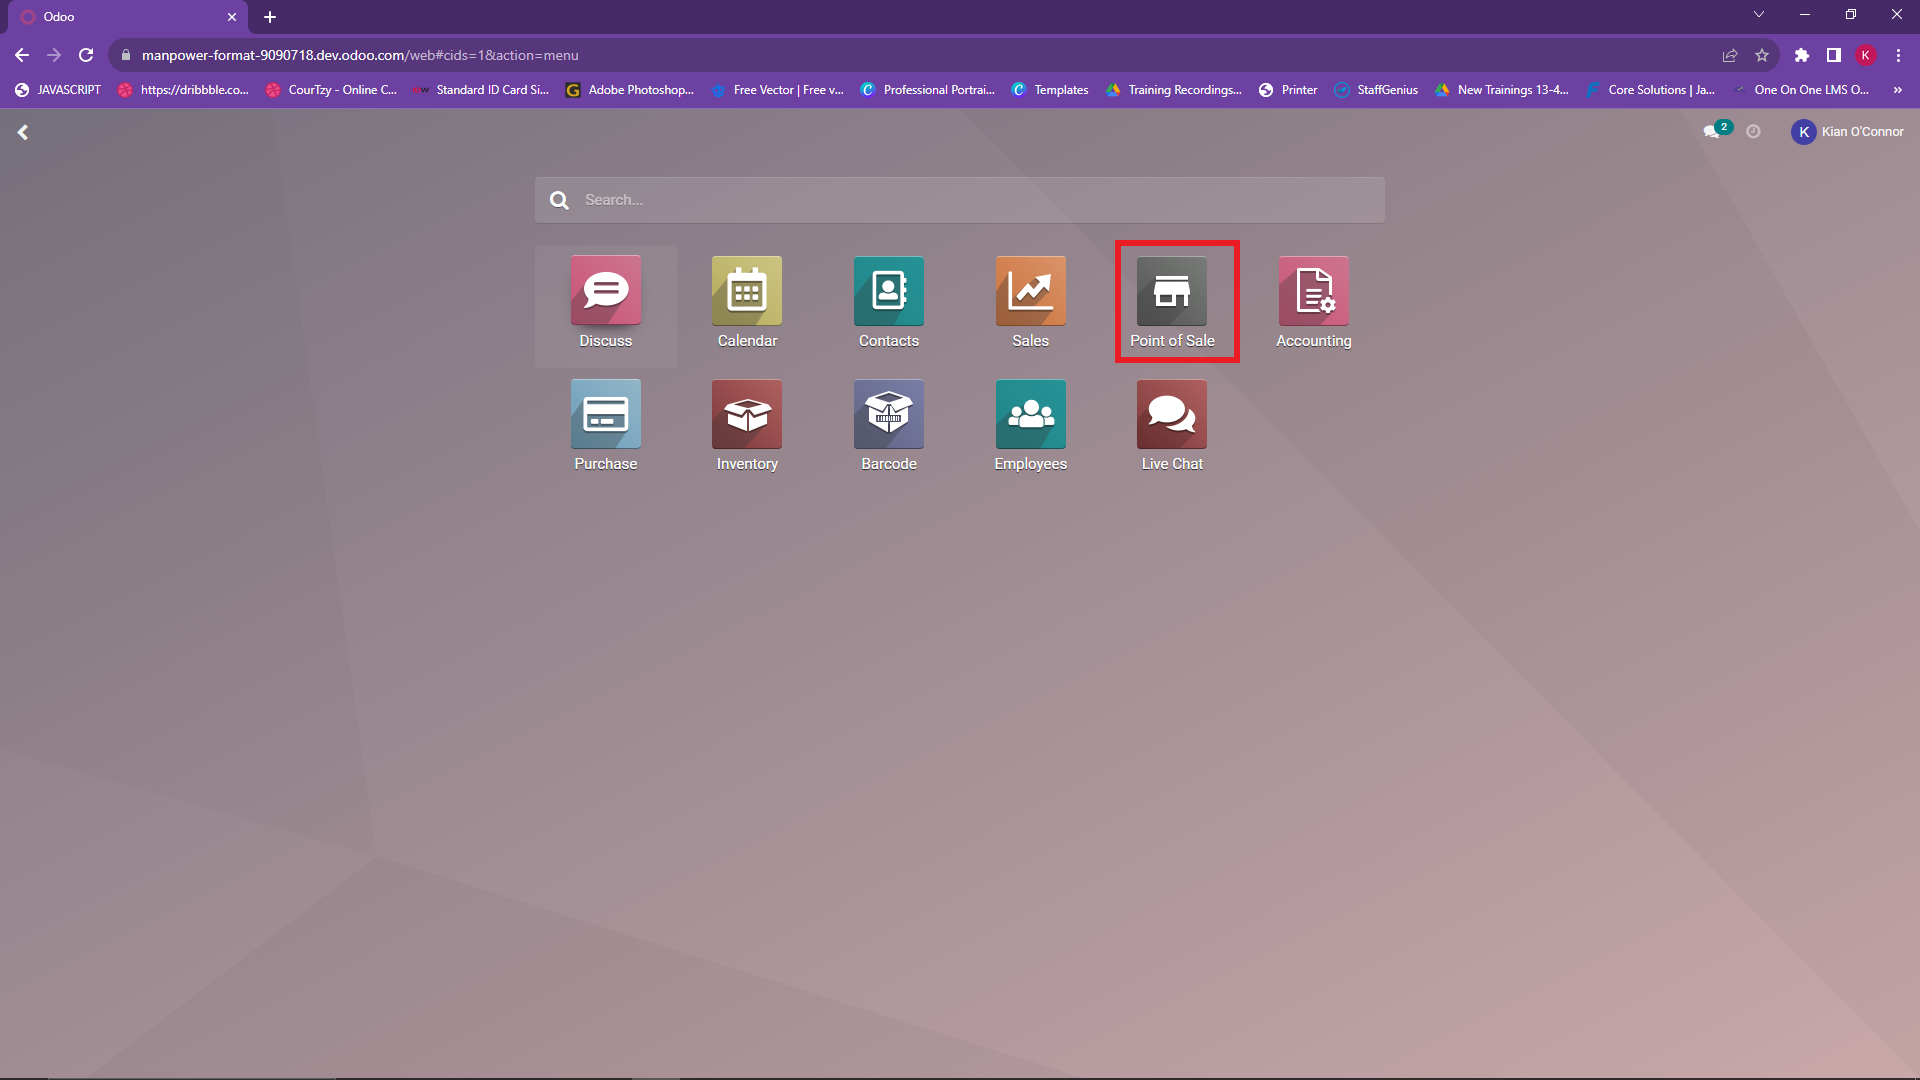 Odoo
manpower-format-9090718.dev.odoo.com/web#cids=1&action=menu
K
JAVASCRIPT https://dribbble.co... CourTzy - Online C... Standard ID Card Si... Adobe Photoshop... Free Vector | Free v... Professional Portrai... Templates Training Recordings... Printer StaffGenius New Trainings 13-4... Core Solutions | Ja... One On One LMS O... »
2 K Kian O'Connor
Search...
Discuss Calendar Contacts Sales Point of Sale Accounting
Purchase Inventory Barcode Employees Live Chat